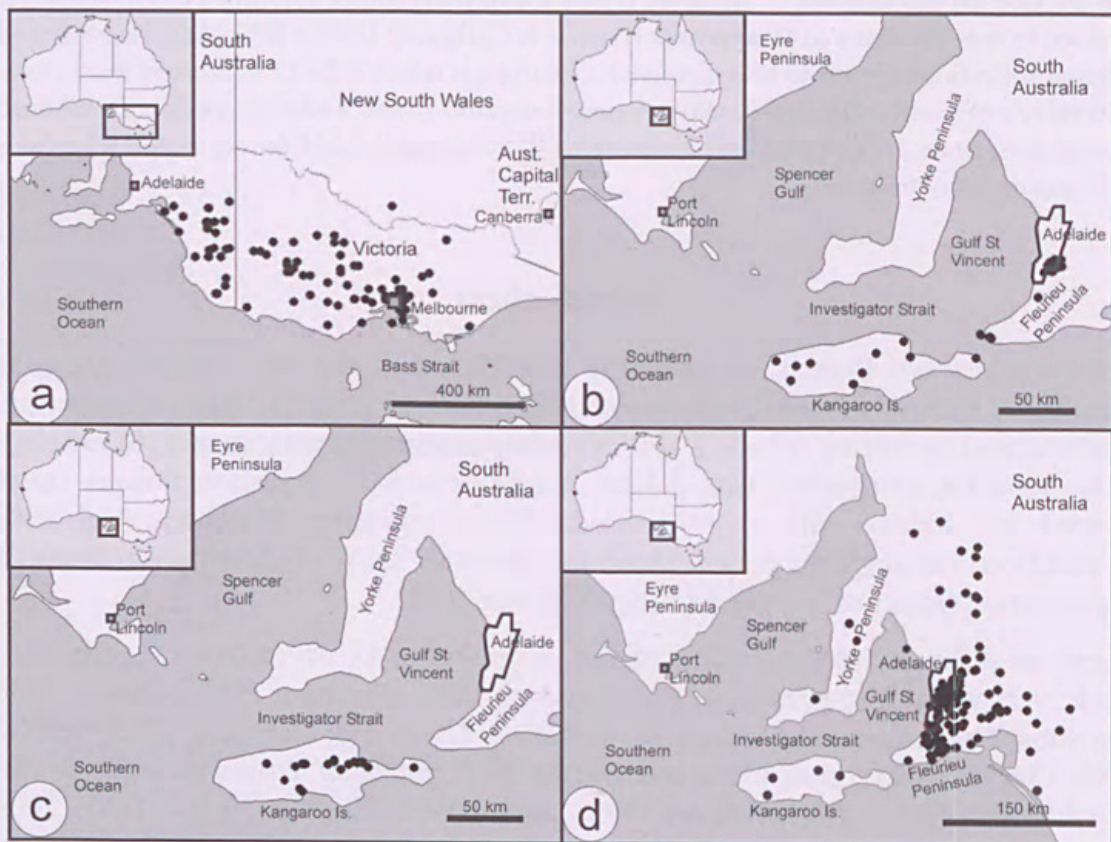 South
Australia
New South Wales
Aust.
Capital
Terr.
Canberra
Adelaide
Victoria
Melbourne
Southern
Ocean
Bass Strait
400 km
a
Eyre
Peninsula
South
Australia
Yorke Peninsula
Spencer
Gulf
Port
Lincoln
Adelaide
Gulf St
Vincent
Fleurieu
Peninsula
Investigator Strait
Southern
Ocean
Kangaroo Is.
50 km
b
Eyre
Peninsula
South
Australia
Yorke Peninsula
Spencer
Gulf
Port
Lincoln
Adelaide
Gulf St
Vincent
Fleurieu
Peninsula
Investigator Strait
Southern
Ocean
Kangaroo Is.
50 km
c
South
Australia
Eyre
Peninsula
Yorke Peninsula
Spencer
Gulf
Port
Lincoln
Adelaide
Gulf St
Vincent
Investigator Strait
Fleurieu
Peninsula
Southern
Ocean
Kangaroo Is.
150 km
d